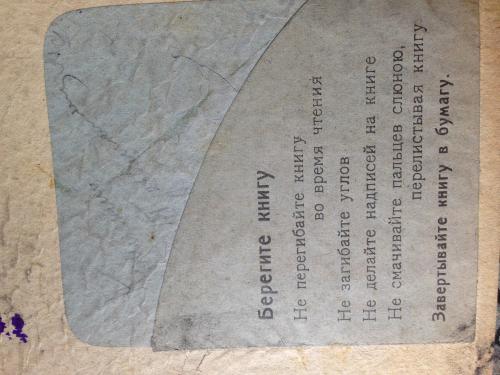 Берегите книгу
Не перегибайте книгу
во время чтения
Не загибайте углов
Не делайте надписей на книге
Не смачивайте пальцев слюною,
перелистывая книгу
Завертывайте книгу в бумагу.